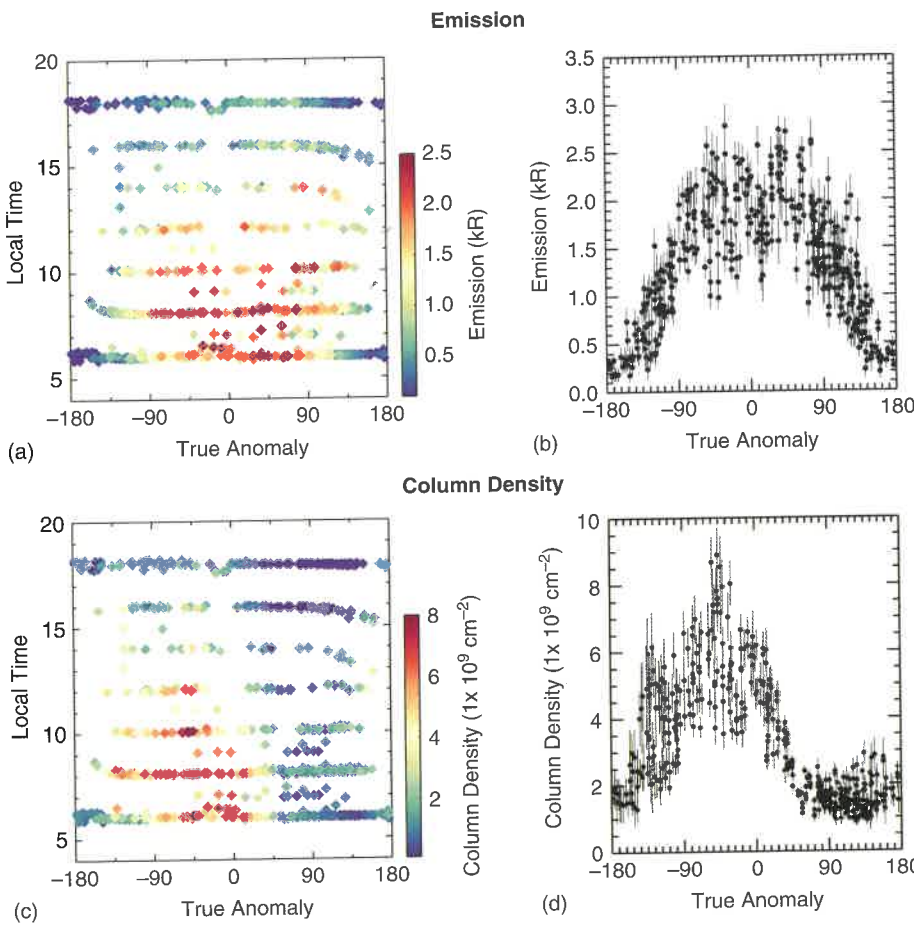 Emission
20
15
10
5
Local Time
−180 −90 0 90 180
True Anomaly
(a)
2.5
2.0
1.5
1.0
0.5
Emission (kR)
3.5
3.0
2.5
2.0
1.5
1.0
0.5
0.0
Emission (kR)
−180 −90 0 90 180
True Anomaly
(b)
Column Density
20
15
10
5
Local Time
−180 −90 0 90 180
True Anomaly
(c)
8
6
4
2
Column Density (1x 10⁹ cm⁻²)
10
8
6
4
2
0
Column Density (1x 10⁹ cm⁻²)
−180 −90 0 90 180
True Anomaly
(d)